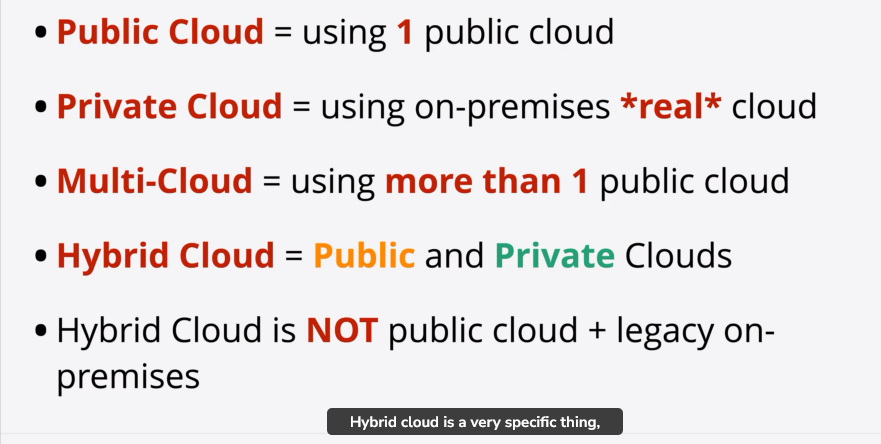 • Public Cloud = using 1 public cloud
• Private Cloud = using on-premises *real* cloud
• Multi-Cloud = using more than 1 public cloud
• Hybrid Cloud = Public and Private Clouds
• Hybrid Cloud is NOT public cloud + legacy on-
premises
Hybrid cloud is a very specific thing,